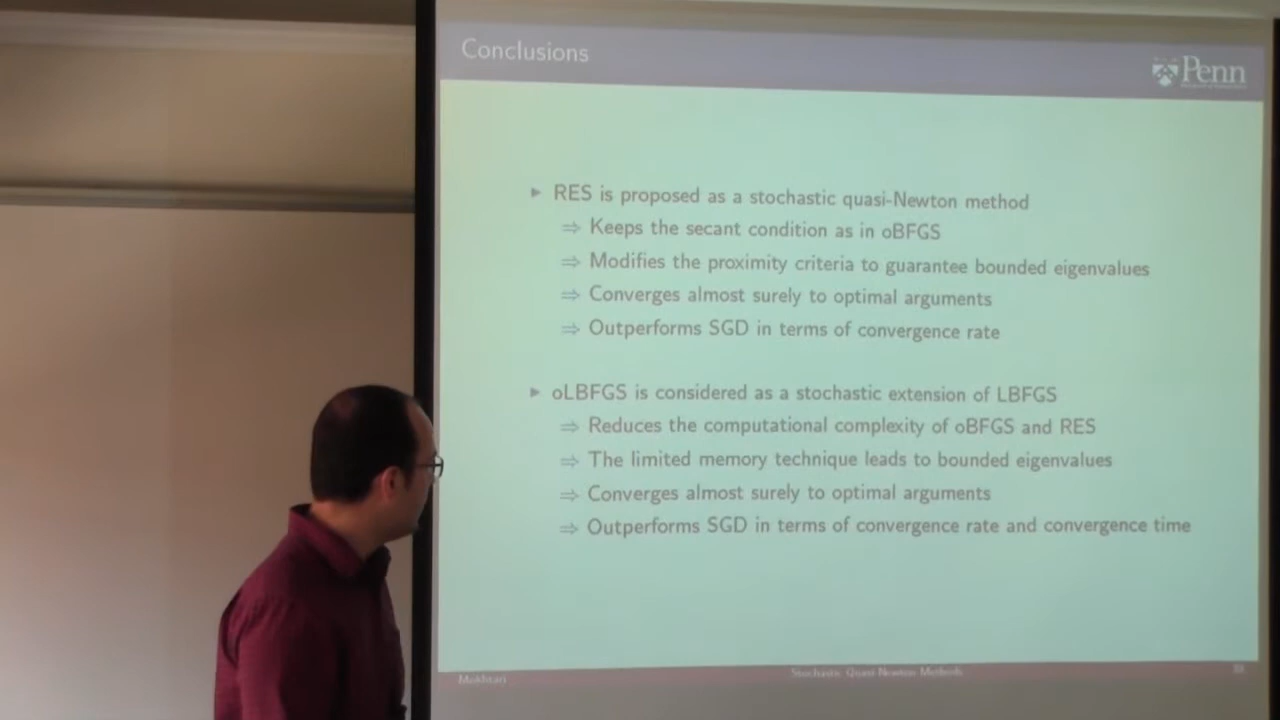 Conclusions
Penn
▶ RES is proposed as a stochastic quasi-Newton method
⇒ Keeps the secant condition as in oBFGS
⇒ Modifies the proximity criteria to guarantee bounded eigenvalues
⇒ Converges almost surely to optimal arguments
⇒ Outperforms SGD in terms of convergence rate
▶ oLBFGS is considered as a stochastic extension of LBFGS
⇒ Reduces the computational complexity of oBFGS and RES
⇒ The limited memory technique leads to bounded eigenvalues
⇒ Converges almost surely to optimal arguments
⇒ Outperforms SGD in terms of convergence rate and convergence time
Mokhtari
Stochastic Quasi-Newton Methods